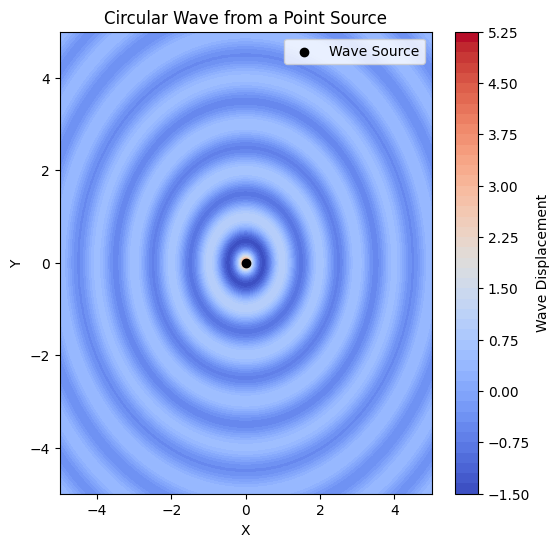 Circular Wave from a Point Source
Wave Source
4
2
0
−2
−4
Y
−4 −2 0 2 4
X
5.25
4.50
3.75
3.00
2.25
1.50
0.75
0.00
−0.75
−1.50
Wave Displacement